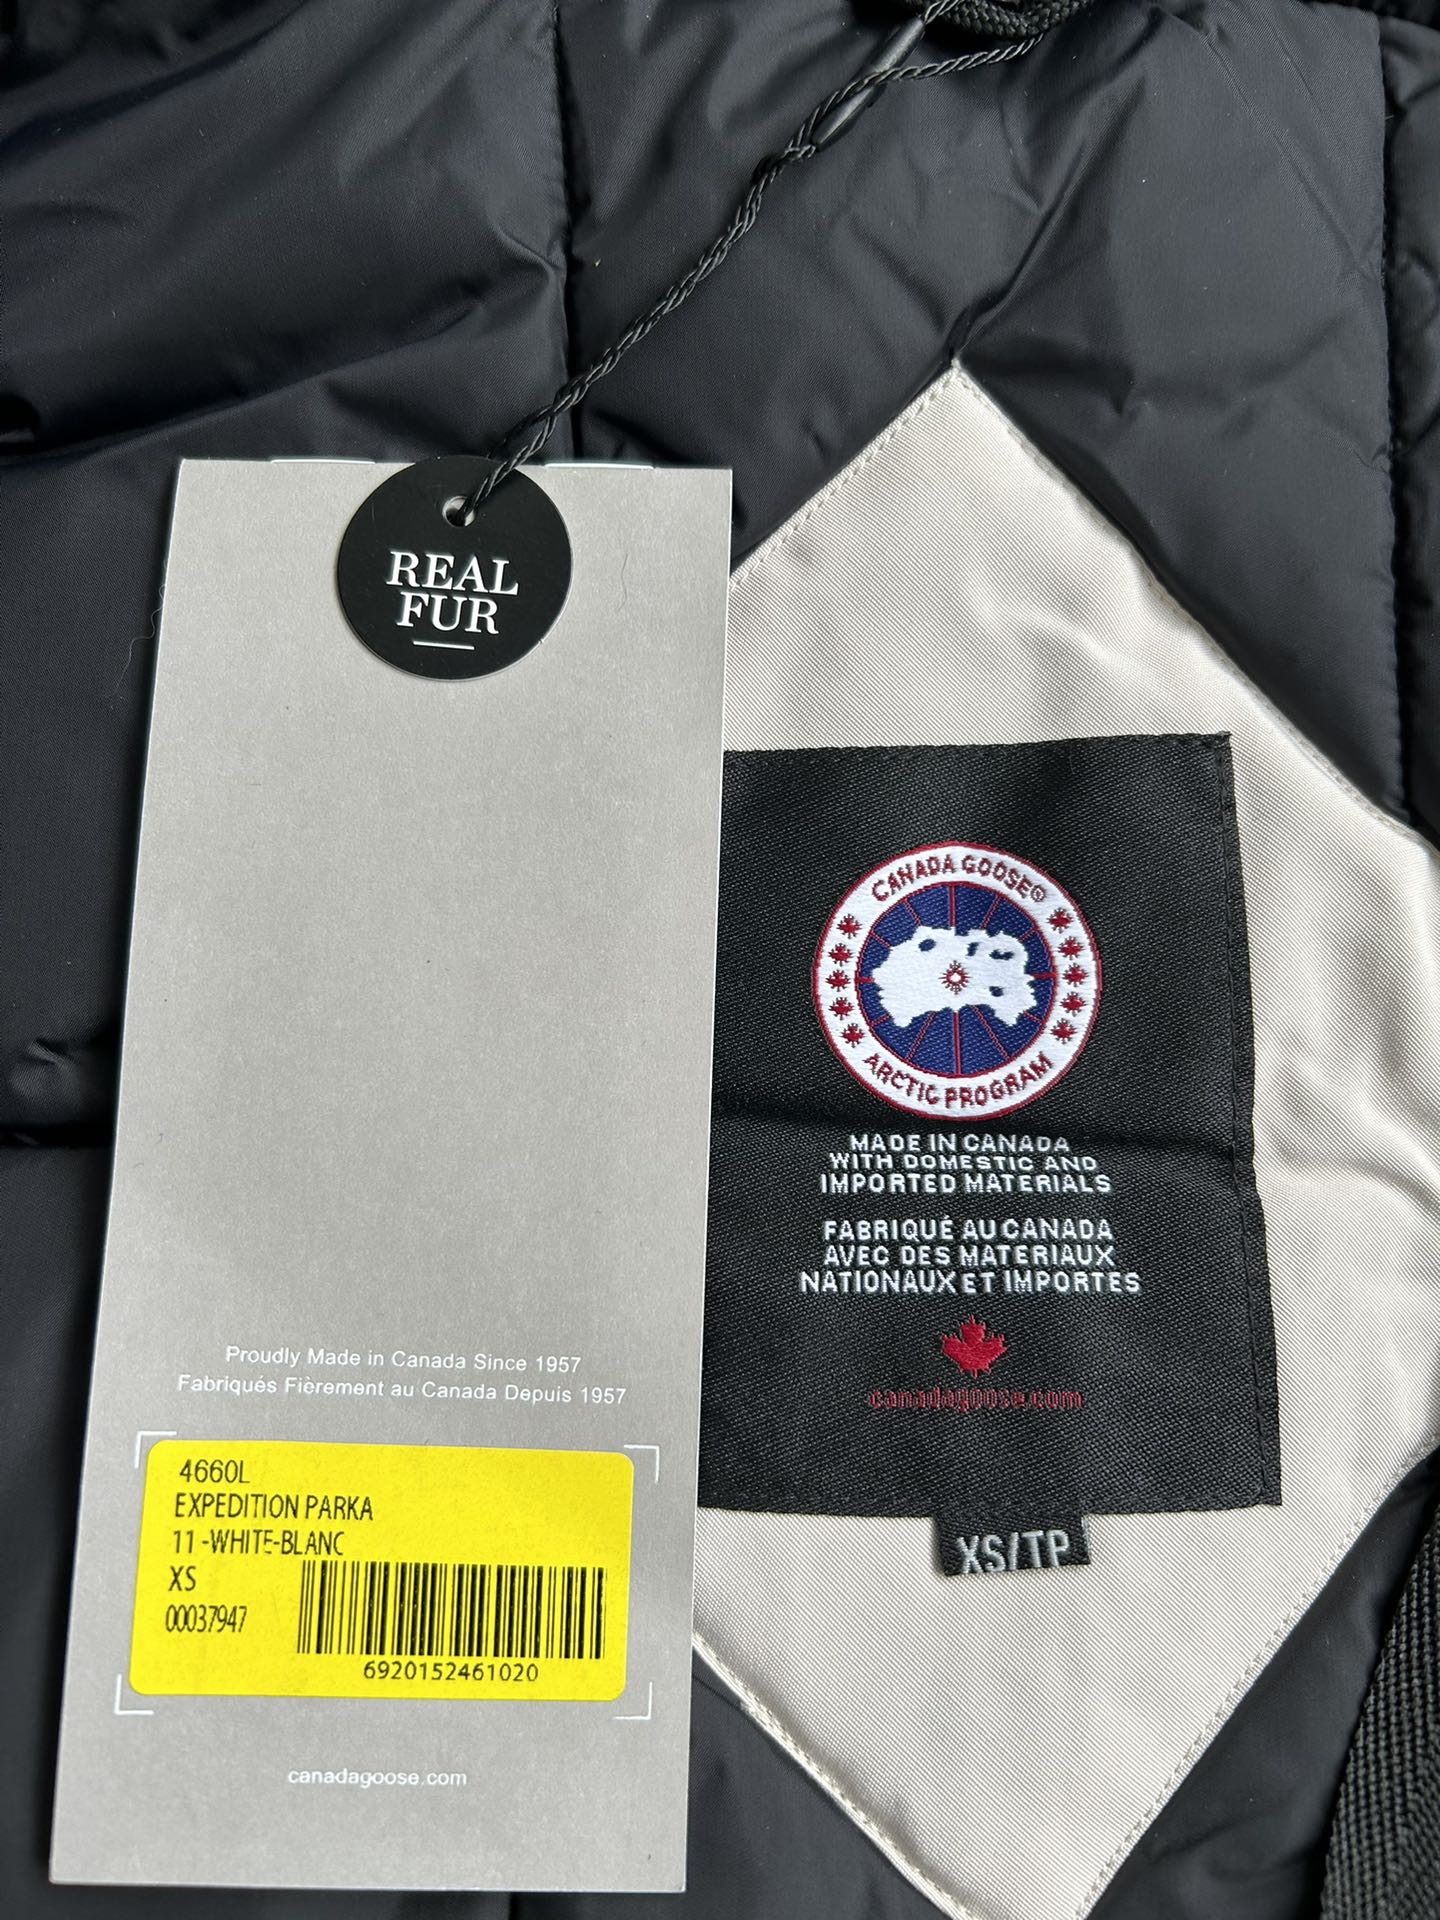 REAL
FUR
Proudly Made in Canada Since 1957
Fabriqués Fièrement au Canada Depuis 1957
4660L
EXPEDITION PARKA
11 -WHITE-BLANC
XS
00037947
6920152461020
canadagoose.com
CANADA GOOSE®
ARCTIC PROGRAM
MADE IN CANADA
WITH DOMESTIC AND
IMPORTED MATERIALS
FABRIQUÉ AU CANADA
AVEC DES MATERIAUX
NATIONAUX ET IMPORTES
canadagoose.com
XS/TP